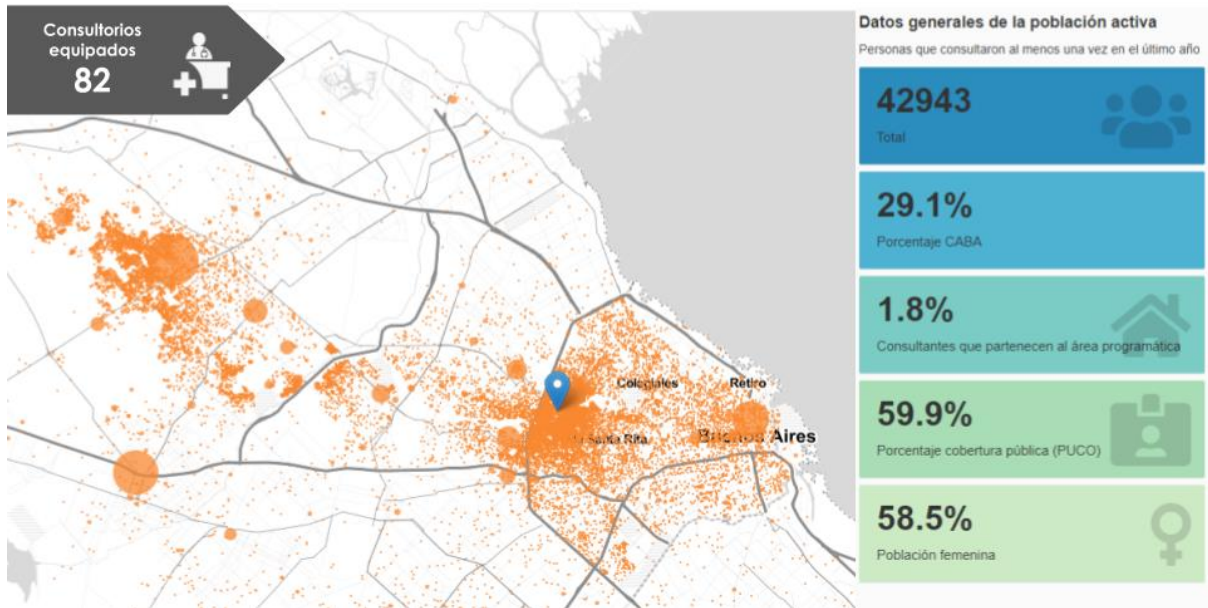 Consultorios
equipados
82
Colegiales
Retiro
Santa Rita
Buenos Aires
Datos generales de la población activa
Personas que consultaron al menos una vez en el último año
42943
Total
29.1%
Porcentaje CABA
1.8%
Consultantes que partenecen al área programática
59.9%
Porcentaje cobertura pública (PUCO)
58.5%
Población femenina